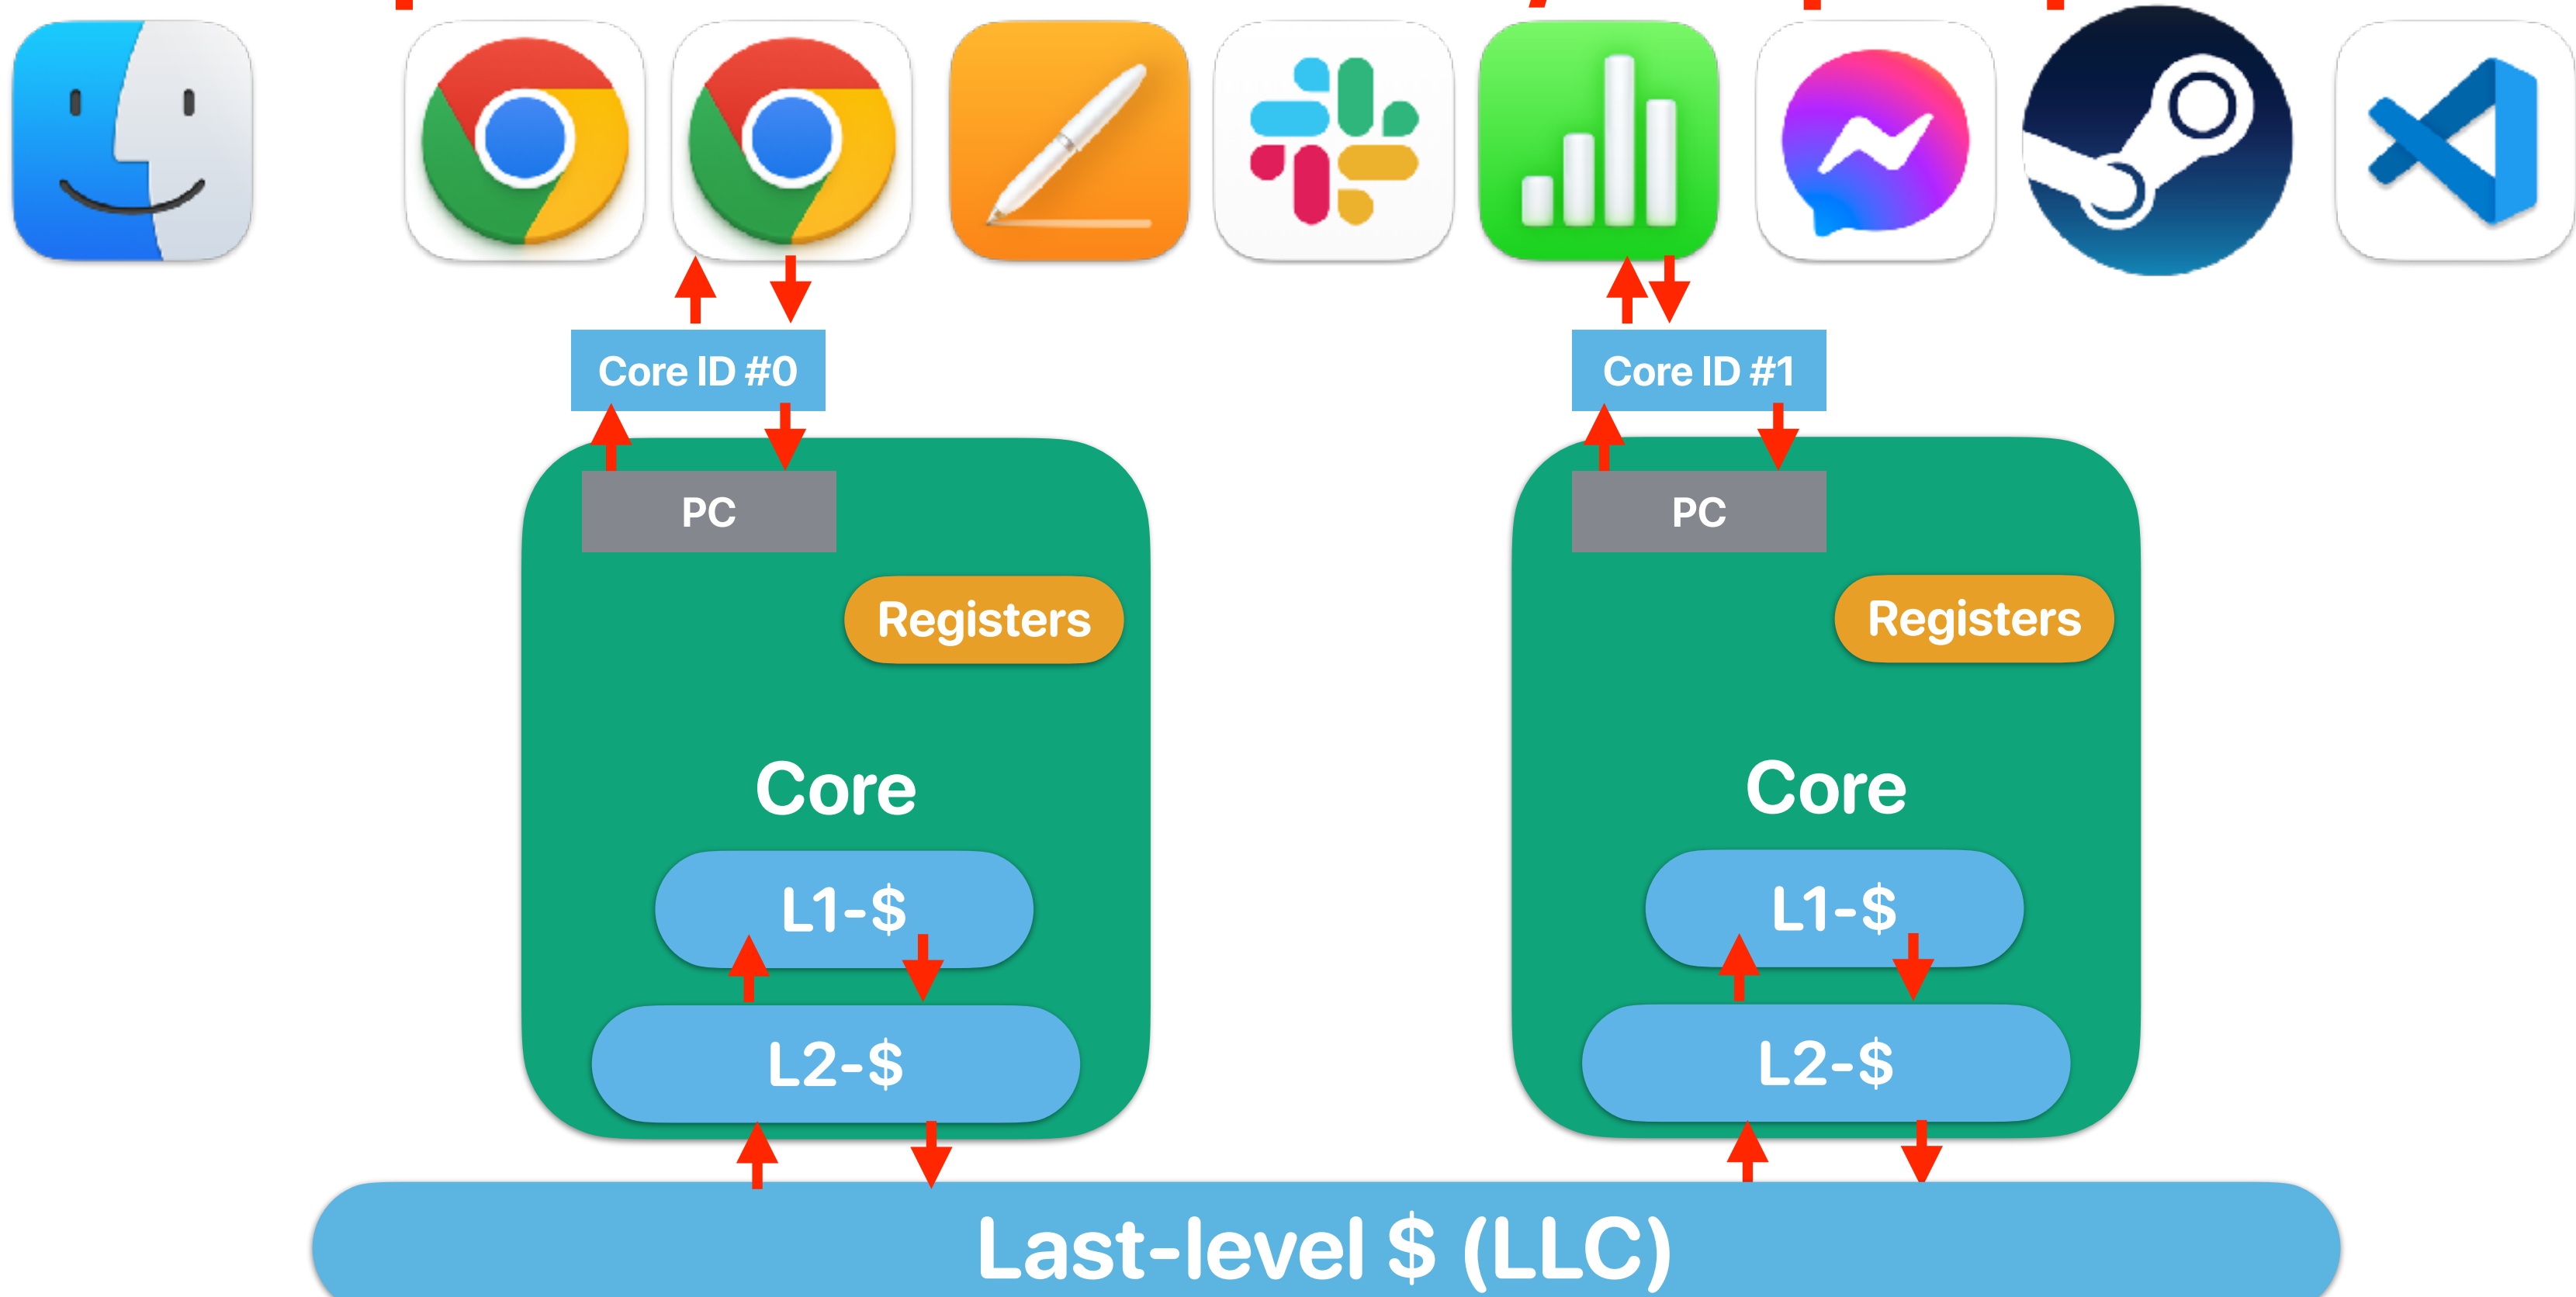 Core ID #0
Core ID #1
PC
PC
Registers
Registers
Core
Core
L1-$
L1-$
L2-$
L2-$
Last-level $ (LLC)